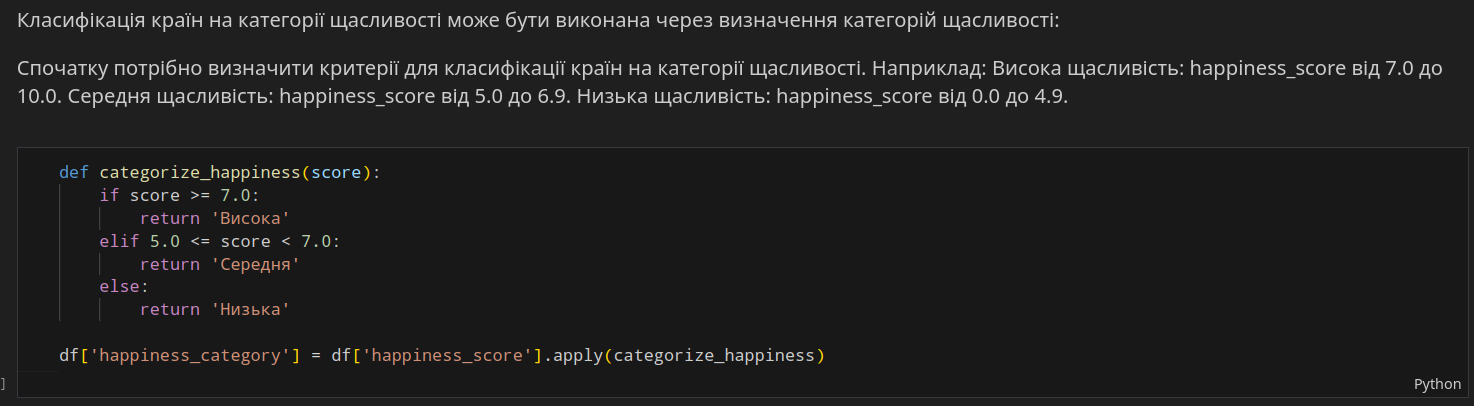 Класифікація країн на категорії щасливості може бути виконана через визначення категорій щасливості:
Спочатку потрібно визначити критерії для класифікації країн на категорії щасливості. Наприклад: Висока щасливість: happiness_score від 7.0 до
10.0. Середня щасливість: happiness_score від 5.0 до 6.9. Низька щасливість: happiness_score від 0.0 до 4.9.
def categorize_happiness(score):
    if score >= 7.0:
        return 'Висока'
    elif 5.0 <= score < 7.0:
        return 'Середня'
    else:
        return 'Низька'
df['happiness_category'] = df['happiness_score'].apply(categorize_happiness)
]
Python